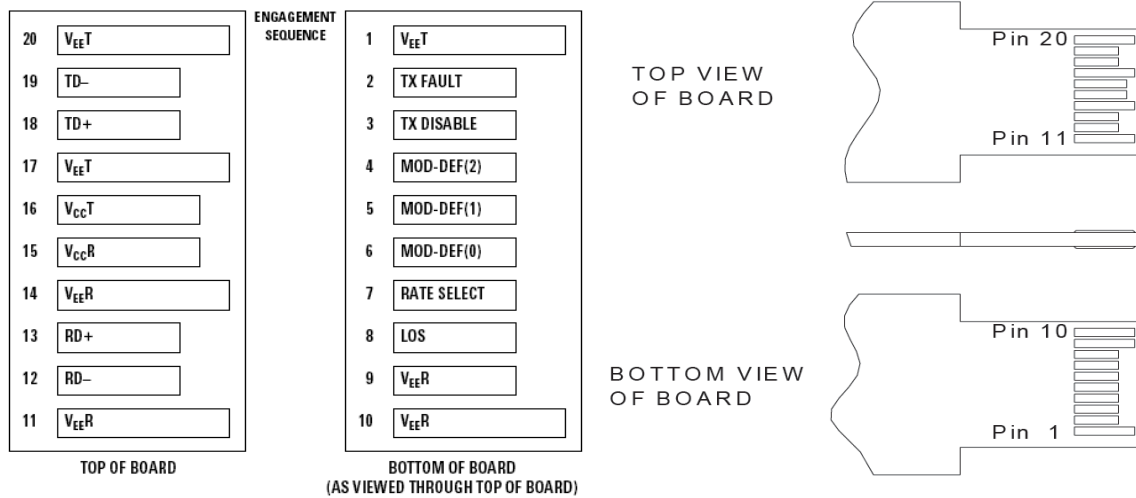 ENGAGEMENT
SEQUENCE
20 VEET
19 TD–
18 TD+
17 VEET
16 VCCT
15 VCCR
14 VEER
13 RD+
12 RD–
11 VEER
TOP OF BOARD
1 VEET
2 TX FAULT
3 TX DISABLE
4 MOD-DEF(2)
5 MOD-DEF(1)
6 MOD-DEF(0)
7 RATE SELECT
8 LOS
9 VEER
10 VEER
BOTTOM OF BOARD
(AS VIEWED THROUGH TOP OF BOARD)
TOP VIEW
OF BOARD
Pin 20
Pin 11
BOTTOM VIEW
OF BOARD
Pin 10
Pin 1